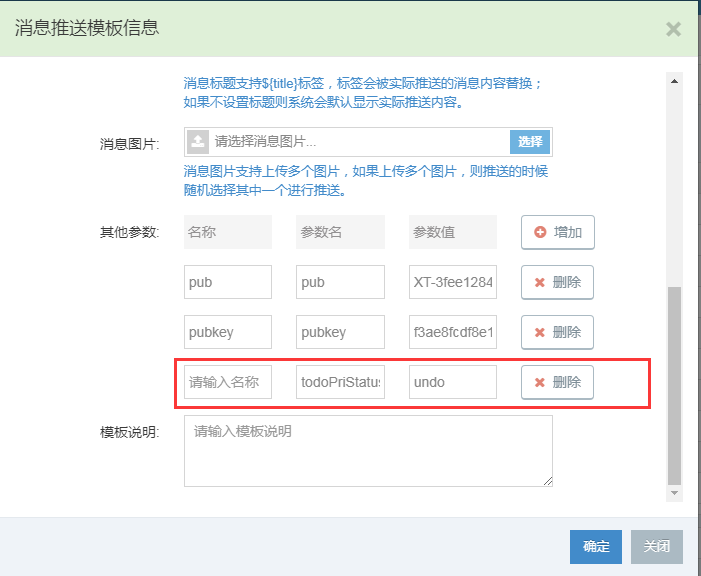 消息推送模板信息
消息标题支持${title}标签，标签会被实际推送的消息内容替换；
如果不设置标题则系统会默认显示实际推送内容。
消息图片: 请选择消息图片... 选择
消息图片支持上传多个图片，如果上传多个图片，则推送的时候
随机选择其中一个进行推送。
其他参数: 名称 参数名 参数值 增加
pub pub XT-3fee1284 删除
pubkey pubkey f3ae8fcdf8e1 删除
请输入名称 todoPriStatus undo 删除
模板说明: 请输入模板说明
确定 关闭